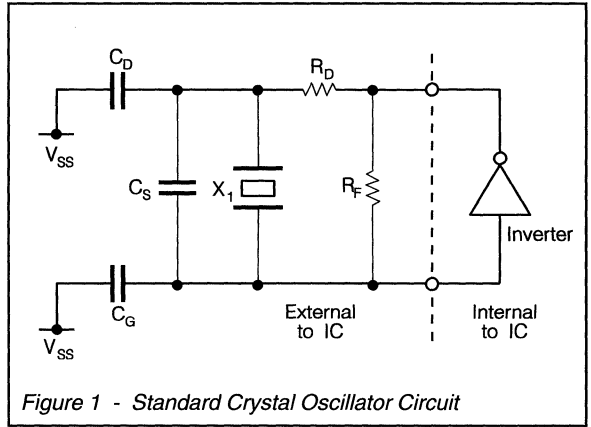 C_D
R_D
V_SS
C_S
X_1
R_F
Inverter
C_G
External
to IC
Internal
to IC
V_SS
Figure 1 - Standard Crystal Oscillator Circuit